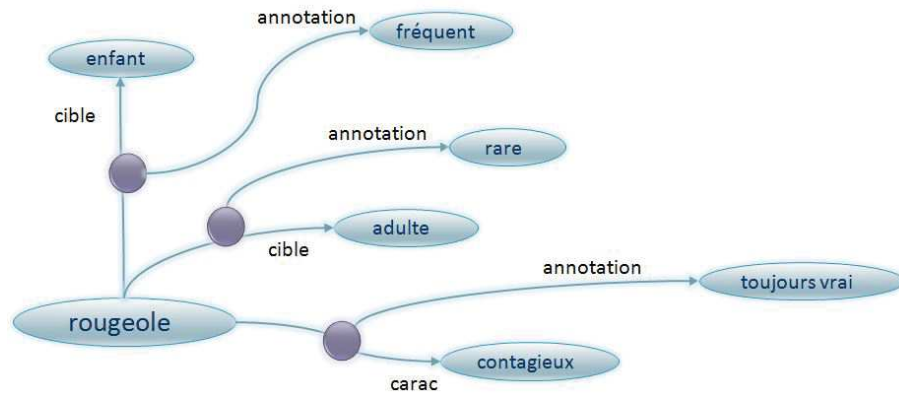 annotation
fréquent
enfant
cible
annotation
rare
adulte
cible
annotation
toujours vrai
rougeole
contagieux
carac